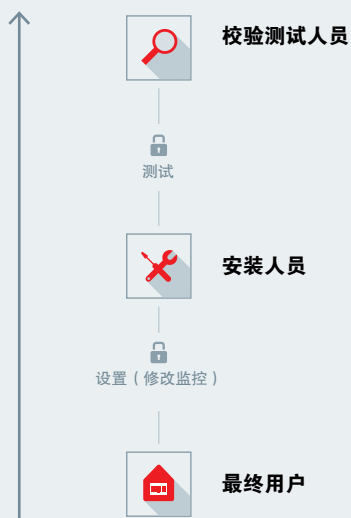 校验测试人员
测试
安装人员
设置（修改监控）
最终用户